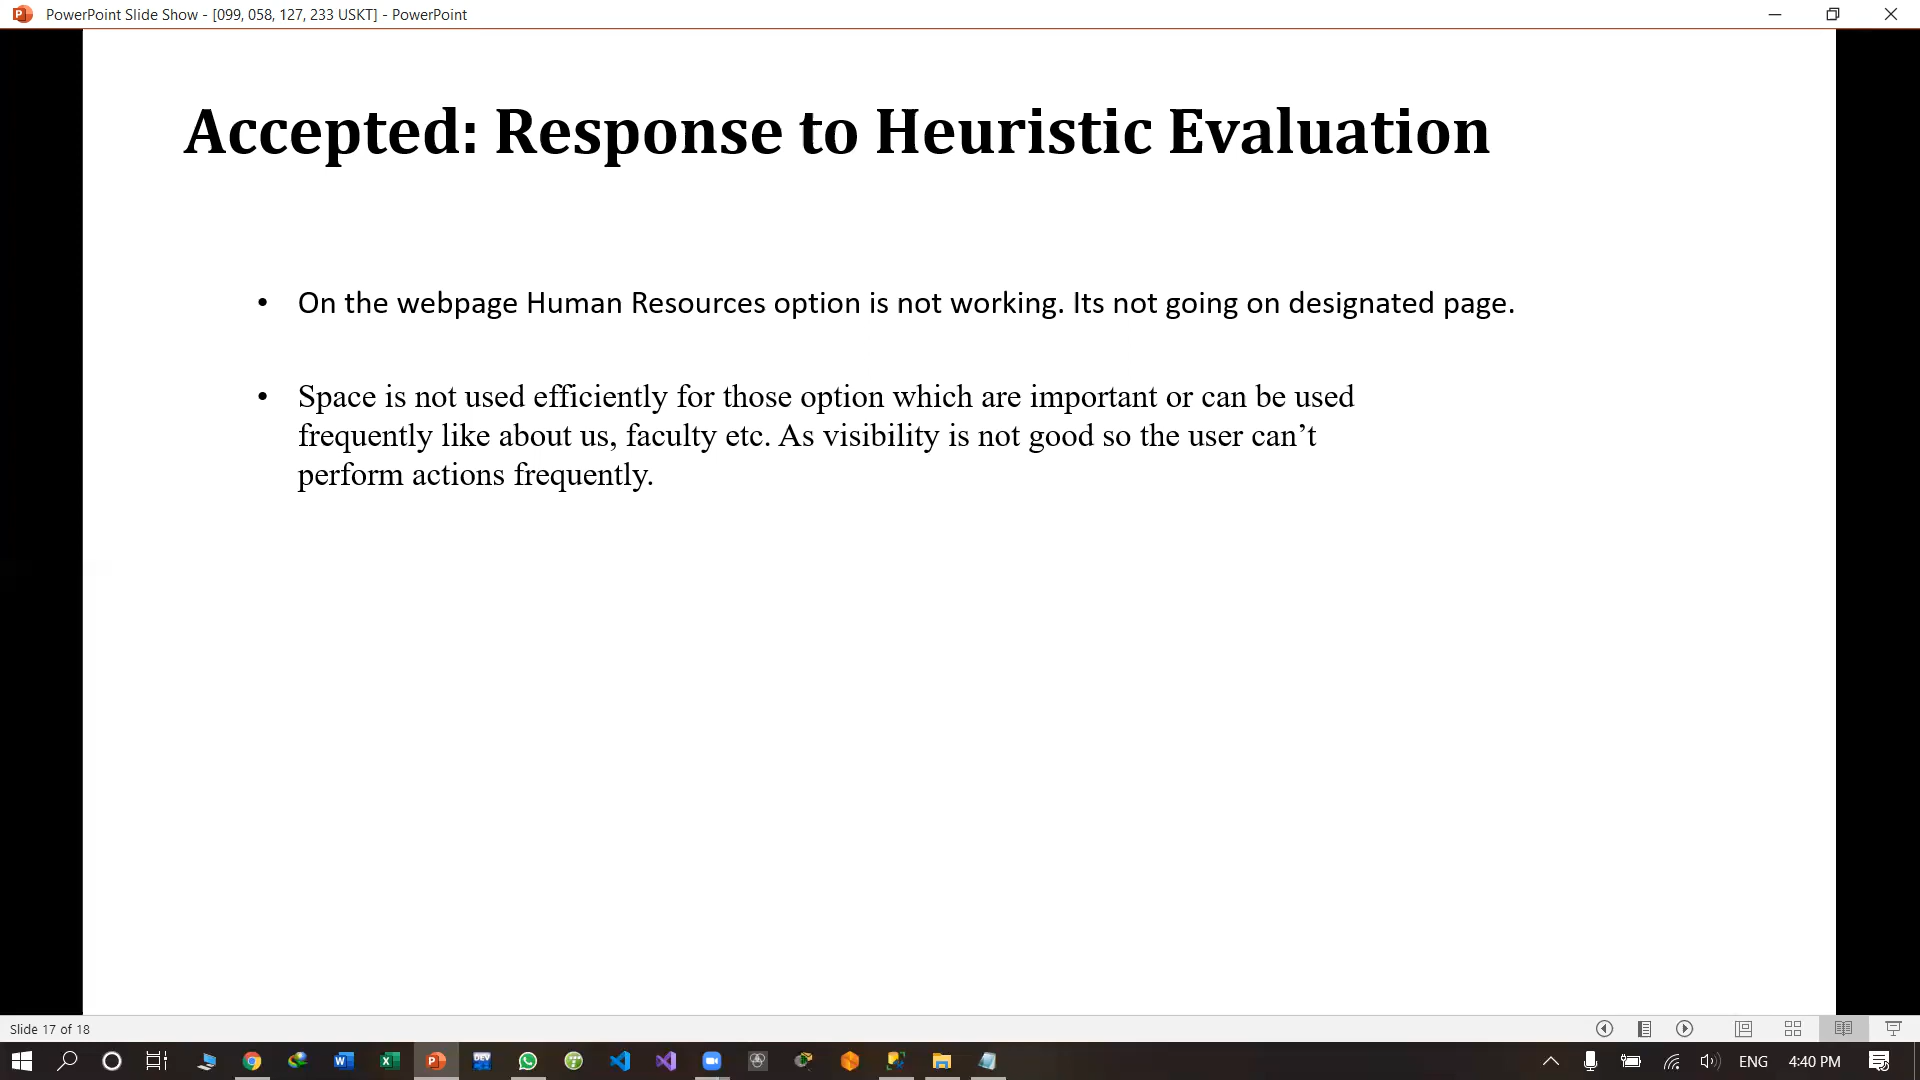 PowerPoint Slide Show - [099, 058, 127, 233 USKT] - PowerPoint
Accepted: Response to Heuristic Evaluation
• On the webpage Human Resources option is not working. Its not going on designated page.
• Space is not used efficiently for those option which are important or can be used
frequently like about us, faculty etc. As visibility is not good so the user can’t
perform actions frequently.
Slide 17 of 18
DEV
ENG
4:40 PM